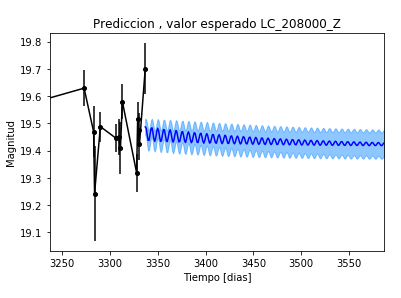 Prediccion , valor esperado LC_208000_Z
19.8
19.7
19.6
19.5
19.4
19.3
19.2
19.1
Magnitud
3250 3300 3350 3400 3450 3500 3550
Tiempo [dias]